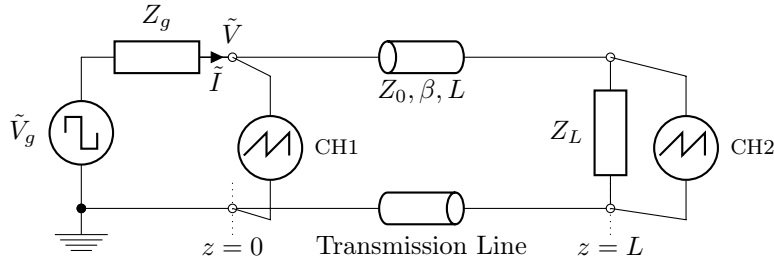 Z_g
Ṽ
Ĩ
Z_0, β, L
Ṽ_g
CH1
Z_L
CH2
z = 0
Transmission Line
z = L